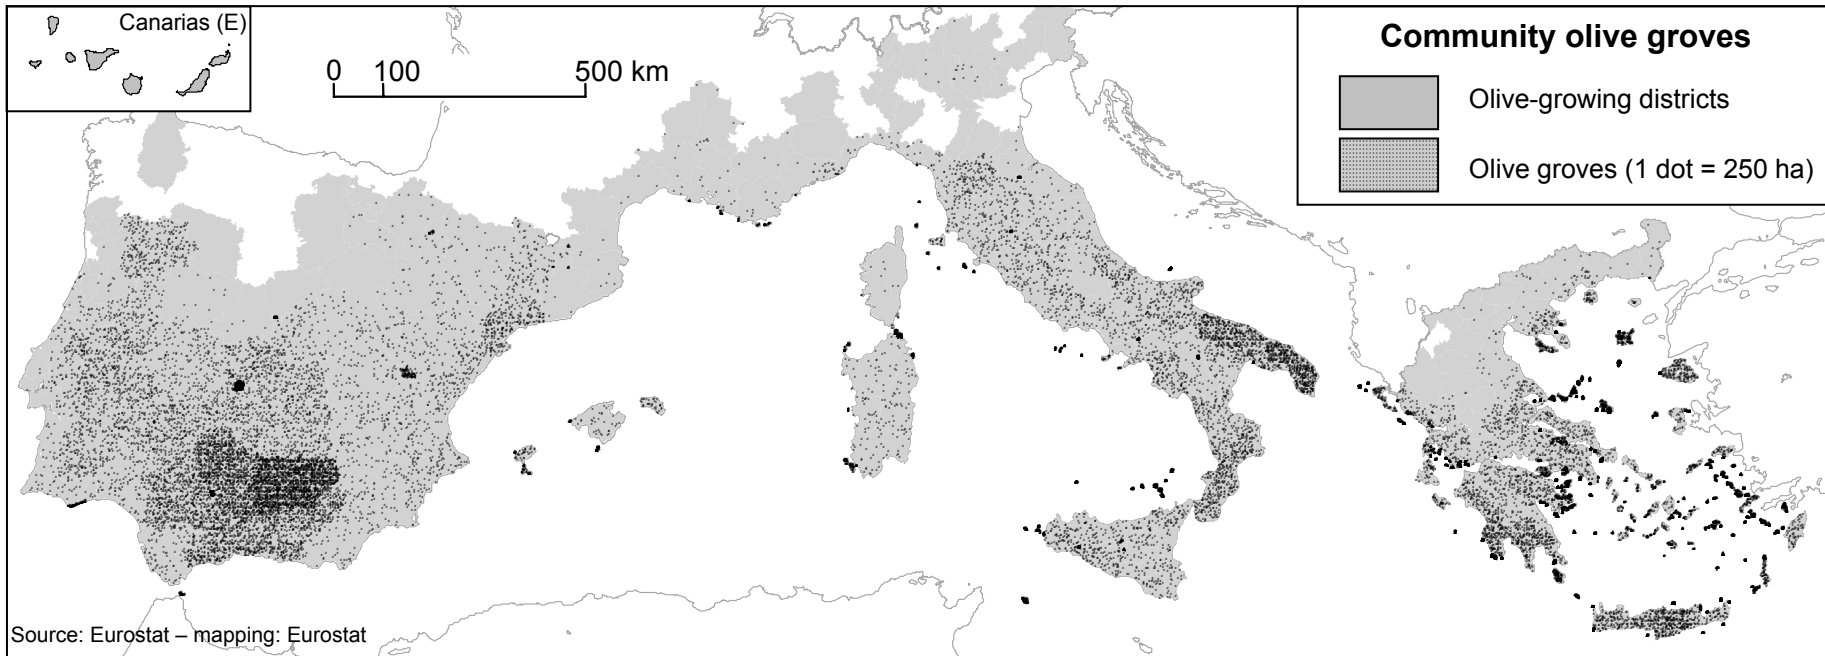 Canarias (E)
0 100 500 km
Community olive groves
Olive-growing districts
Olive groves (1 dot = 250 ha)
Source: Eurostat – mapping: Eurostat